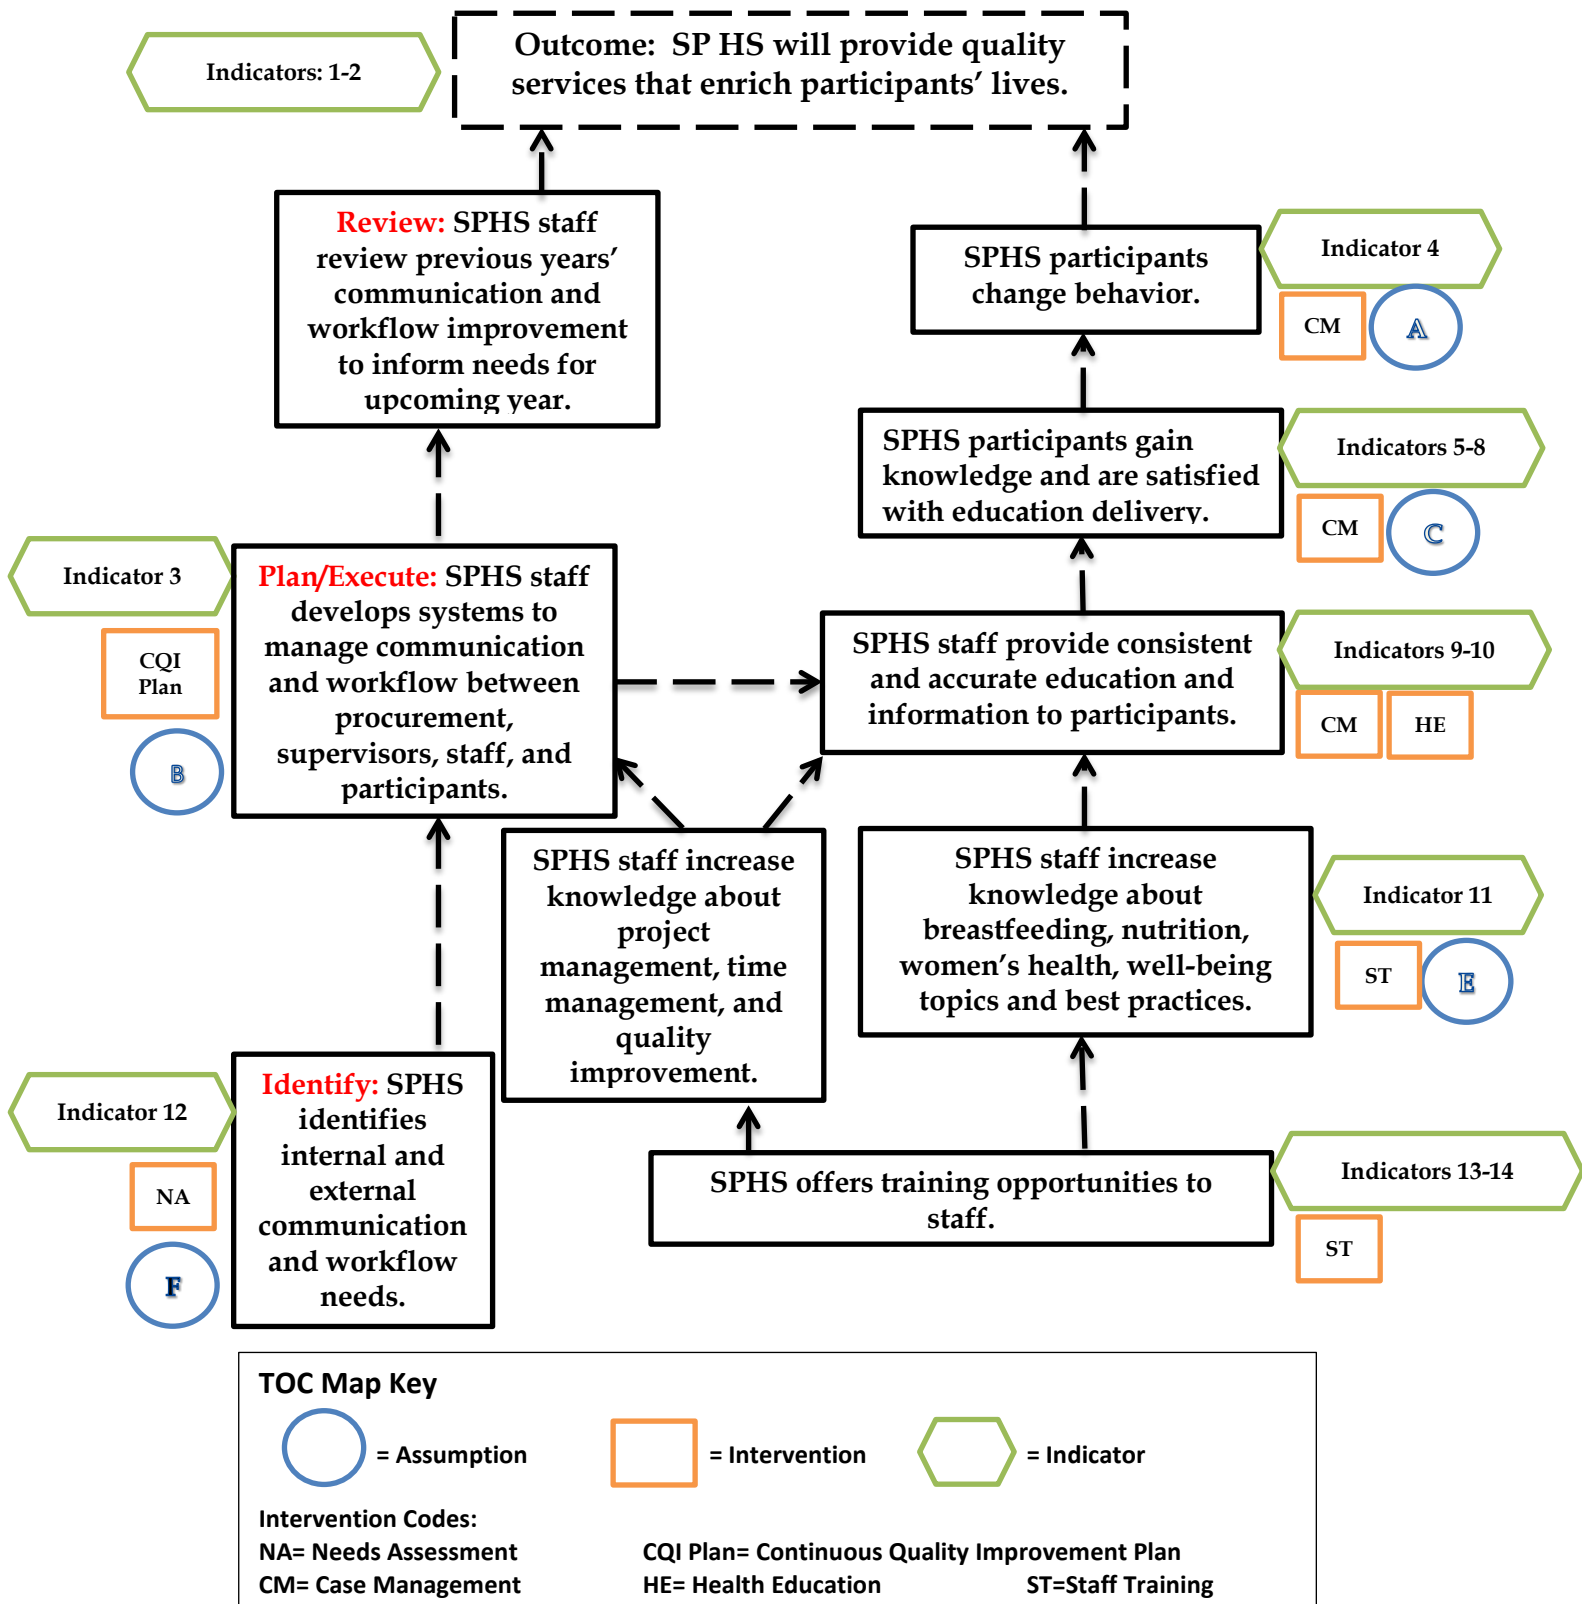 Outcome:  SP HS will provide quality
services that enrich participants’ lives.
Indicators: 1-2
Review: SPHS staff
review previous years’
communication and
workflow improvement
to inform needs for
upcoming year.
SPHS participants
change behavior.
Indicator 4
CM
A
SPHS participants gain
knowledge and are satisfied
with education delivery.
Indicators 5-8
CM
C
Indicator 3
CQI
Plan
B
Plan/Execute: SPHS staff
develops systems to
manage communication
and workflow between
procurement,
supervisors, staff, and
participants.
SPHS staff provide consistent
and accurate education and
information to participants.
Indicators 9-10
CM
HE
SPHS staff increase
knowledge about
project
management, time
management, and
quality
improvement.
SPHS staff increase
knowledge about
breastfeeding, nutrition,
women’s health, well-being
topics and best practices.
Indicator 11
ST
E
Indicator 12
NA
F
Identify: SPHS
identifies
internal and
external
communication
and workflow
needs.
SPHS offers training opportunities to
staff.
Indicators 13-14
ST
TOC Map Key
= Assumption
= Intervention
= Indicator
Intervention Codes:
NA= Needs Assessment
CQI Plan= Continuous Quality Improvement Plan
CM= Case Management
HE= Health Education
ST=Staff Training